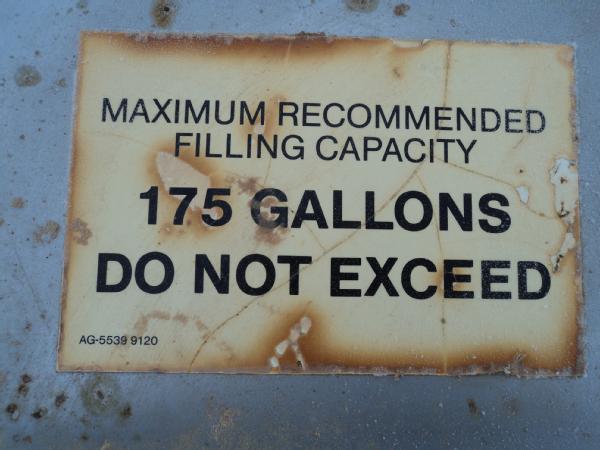 MAXIMUM RECOMMENDED
FILLING CAPACITY
175 GALLONS
DO NOT EXCEED
AG-5539 9120